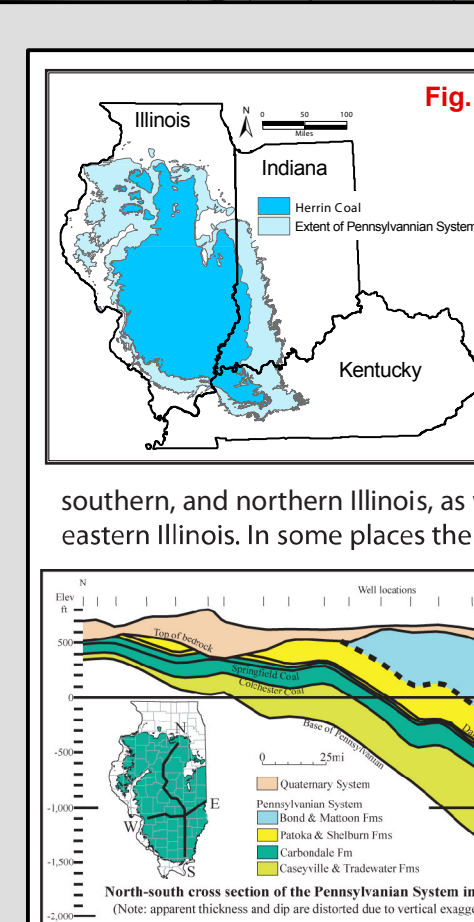 Fig.
Illinois
N
0 50 100
Miles
Indiana
Herrin Coal
Extent of Pennsylvannian System
Kentucky
southern, and northern Illinois, as
eastern Illinois. In some places the
N
Elev
ft
Well locations
500
Top of bedrock
Springfield Coal
Colchester Coal
0
Base of Pennsylvanian
-500
N
0 25mi
Quaternary System
Pennsylvanian System
-1,000
Bond & Mattoon Fms
E
W
Patoka & Shelburn Fms
Carbondale Fm
-1,500
Caseyville & Tradewater Fms
S
North-south cross section of the Pennsylvanian System in
-2,000
(Note: apparent thickness and dip are distorted due to vertical